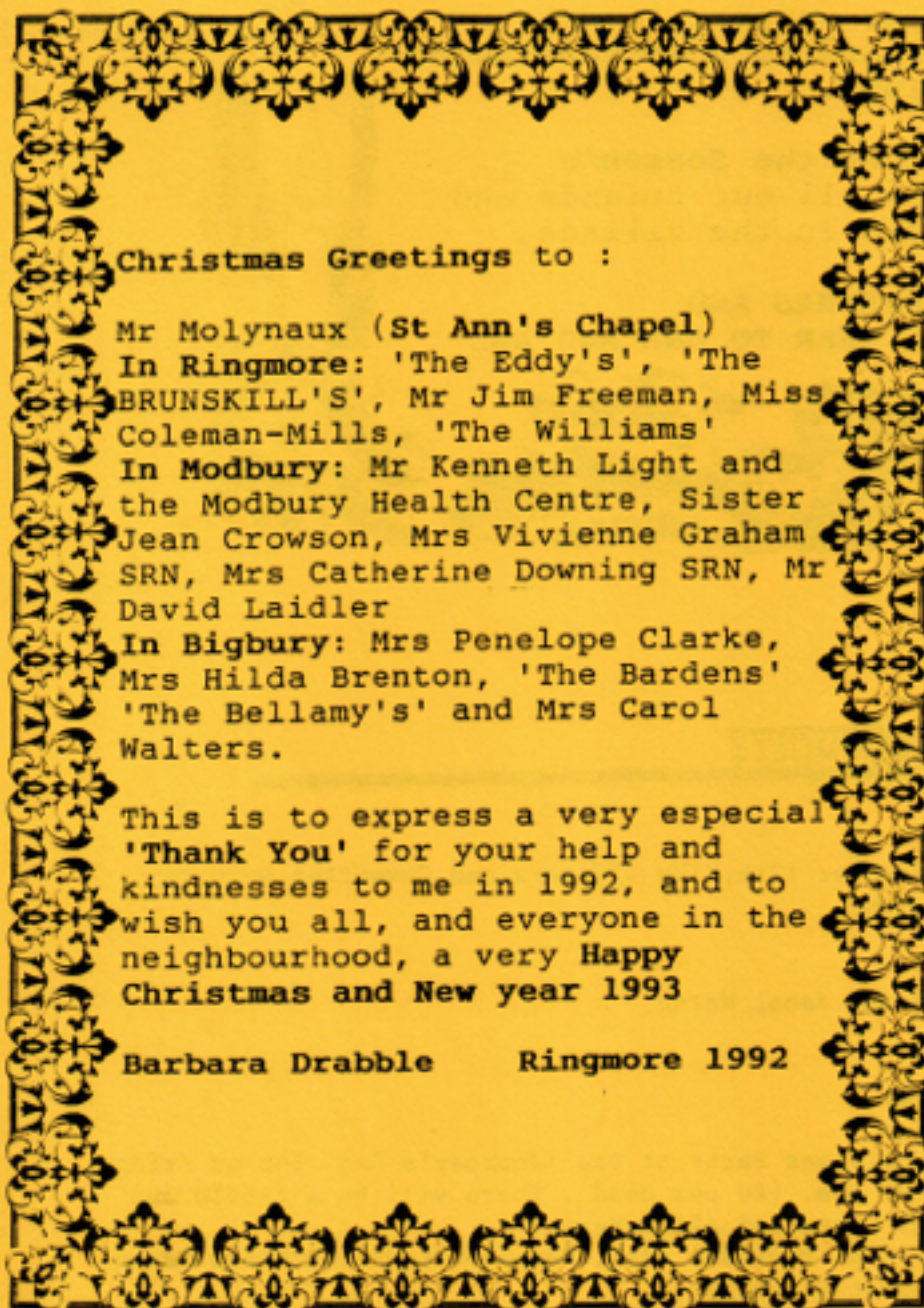 Christmas Greetings to :
Mr Molynaux (St Ann's Chapel)
In Ringmore: 'The Eddy's', 'The
BRUNSKILL'S', Mr Jim Freeman, Miss
Coleman-Mills, 'The Williams'
In Modbury: Mr Kenneth Light and
the Modbury Health Centre, Sister
Jean Crowson, Mrs Vivienne Graham
SRN, Mrs Catherine Downing SRN, Mr
David Laidler
In Bigbury: Mrs Penelope Clarke,
Mrs Hilda Brenton, 'The Bardens'
'The Bellamy's' and Mrs Carol
Walters.
This is to express a very especial
'Thank You' for your help and
kindnesses to me in 1992, and to
wish you all, and everyone in the
neighbourhood, a very Happy
Christmas and New year 1993
Barbara Drabble Ringmore 1992